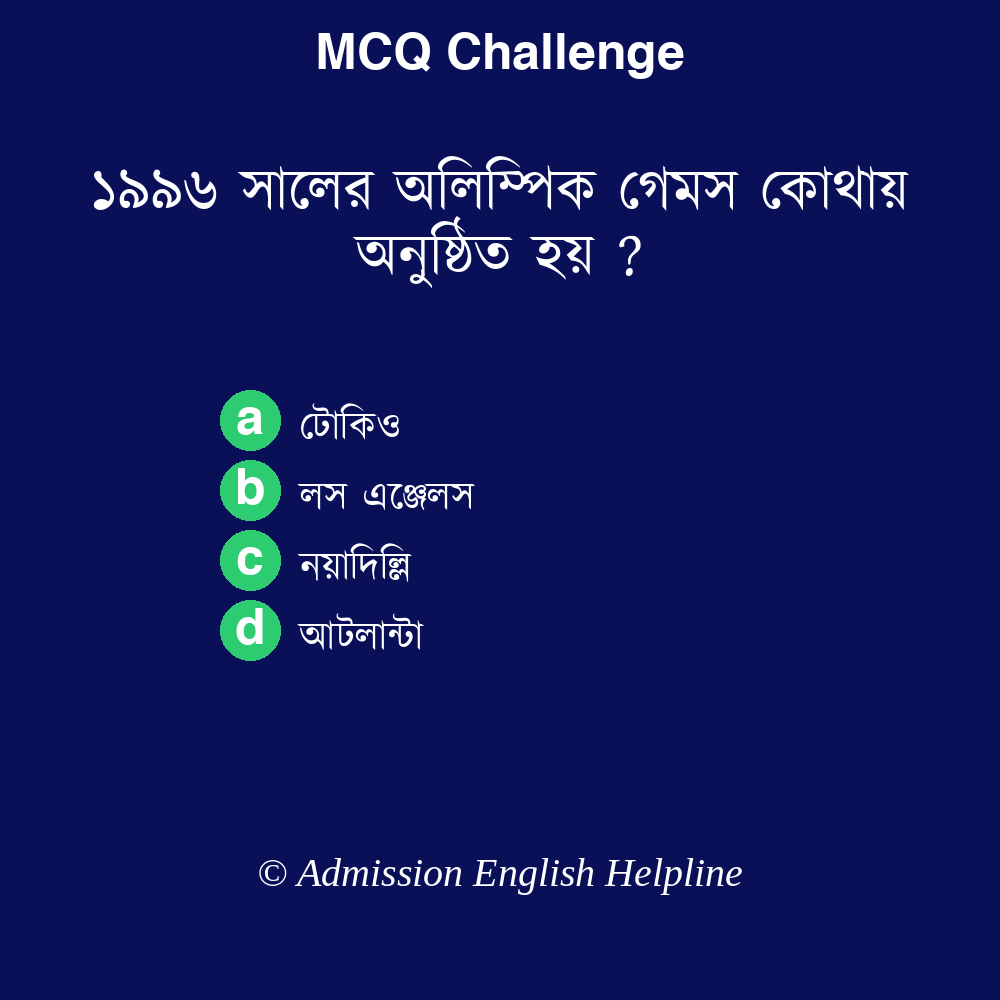 MCQ Challenge
১৯৯৬ সালের অলিম্পিক গেমস কোথায়
অনুষ্ঠিত হয় ?
a টোকিও
b লস এঞ্জেলস
c নয়াদিল্লি
d আটলান্টা
© Admission English Helpline